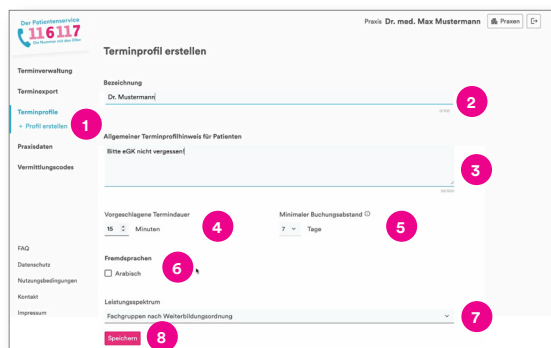 Der Patientenservice
116117
Die Nummer mit den Elfen
Praxis Dr. med. Max Mustermann
Praxen
Terminprofil erstellen
Terminverwaltung
Terminexport
Terminprofile
+ Profil erstellen
1
Praxisdaten
Vermittlungscodes
Bezeichnung
Dr. Mustermann
2
Allgemeiner Terminprofilhinweis für Patienten
Bitte eGK nicht vergessen!
3
Vorgeschlagene Termindauer
15 Minuten
4
Minimaler Buchungsabstand
7 Tage
5
Fremdsprachen
Arabisch
6
FAQ
Datenschutz
Nutzungsbedingungen
Kontakt
Impressum
Leistungsspektrum
Fachgruppen nach Weiterbildungsordnung
7
Speichern
8